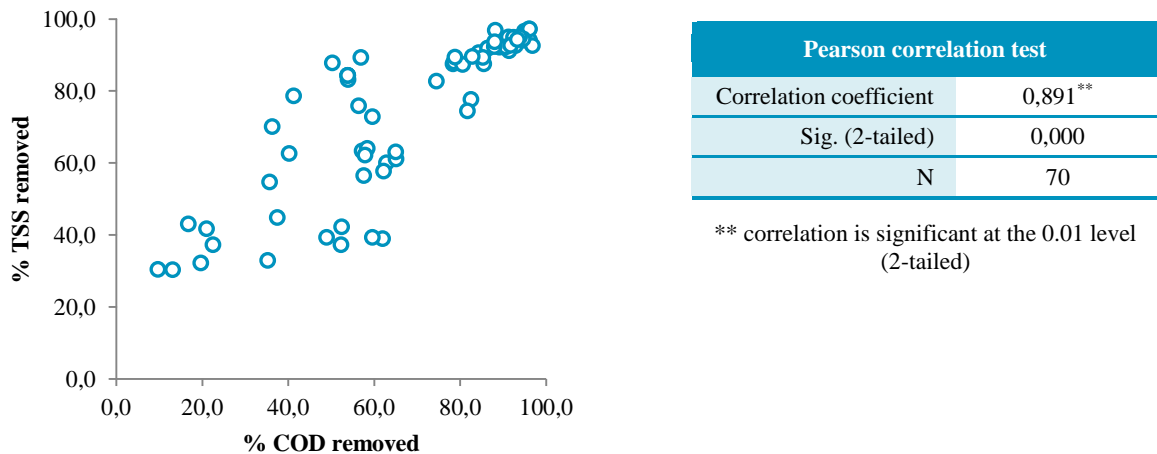 100,0
80,0
60,0
40,0
20,0
0,0
% TSS removed
0,0 20,0 40,0 60,0 80,0 100,0
% COD removed
Pearson correlation test
Correlation coefficient 0,891**
Sig. (2-tailed) 0,000
N 70
** correlation is significant at the 0.01 level
(2-tailed)